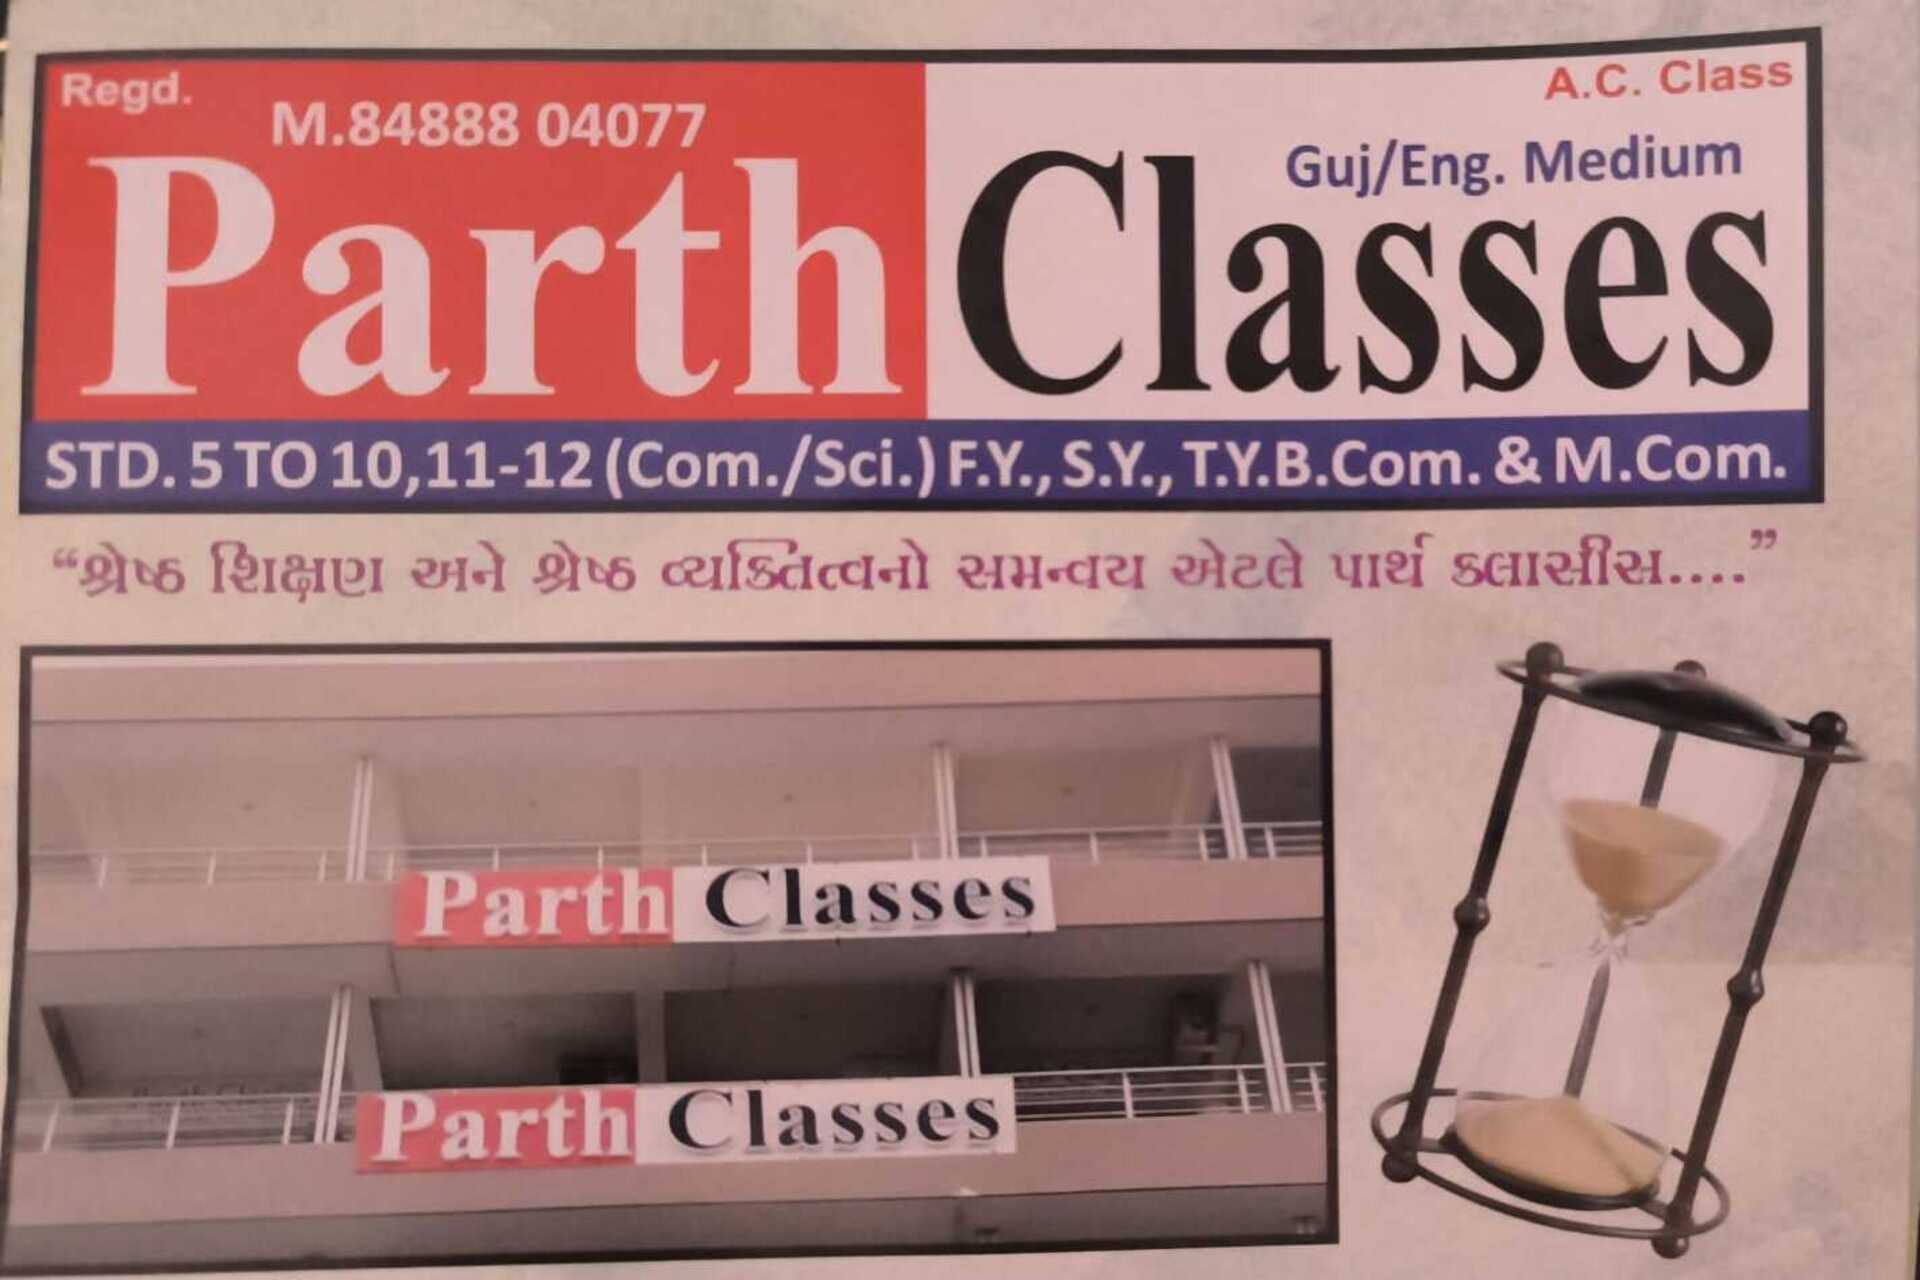 Regd.
A.C. Class
M.84888 04077
Guj/Eng. Medium
Parth Classes
STD. 5 TO 10,11-12 (Com./Sci.) F.Y., S.Y., T.Y.B.Com. & M.Com.
“શ્રેષ્ઠ શિક્ષણ અને શ્રેષ્ઠ વ્યક્તિત્વનો સમન્વય એટલે પાર્થ ક્લાસીસ....”
Parth Classes
Parth Classes